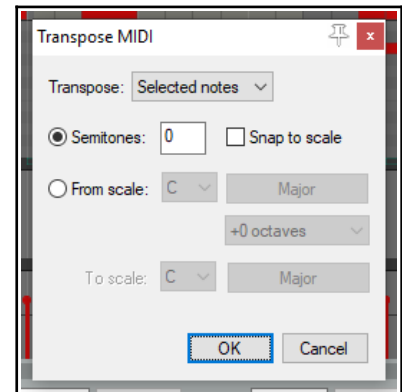 Transpose MIDI
Transpose: Selected notes
Semitones: 0 Snap to scale
From scale: C Major
+0 octaves
To scale: C Major
OK Cancel